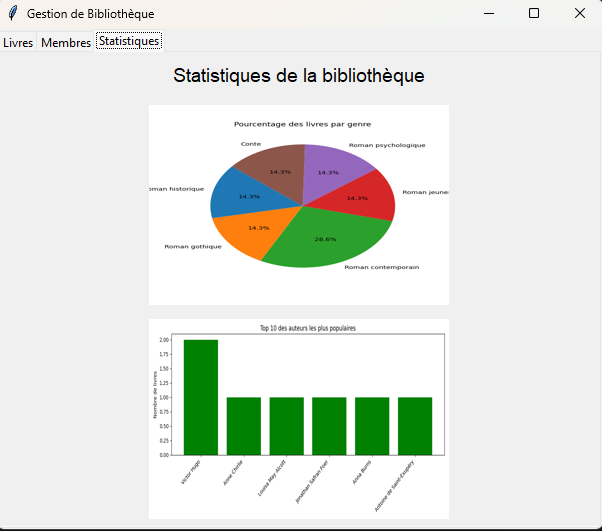 Gestion de Bibliothèque
Livres Membres Statistiques
Statistiques de la bibliothèque
Pourcentage des livres par genre
Conte
Roman psychologique
14.3%
14.3%
oman historique
Roman jeune
14.3%
14.3%
14.3%
Roman gothique
28.6%
Roman contemporain
Top 10 des auteurs les plus populaires
Nombre de livres
2.00
1.75
1.50
1.25
1.00
0.75
0.50
0.25
0.00
Victor Hugo
Louisa May Alcott
Jonathan Safran Foer
Anna Burns
Antoine de Saint-Exupéry